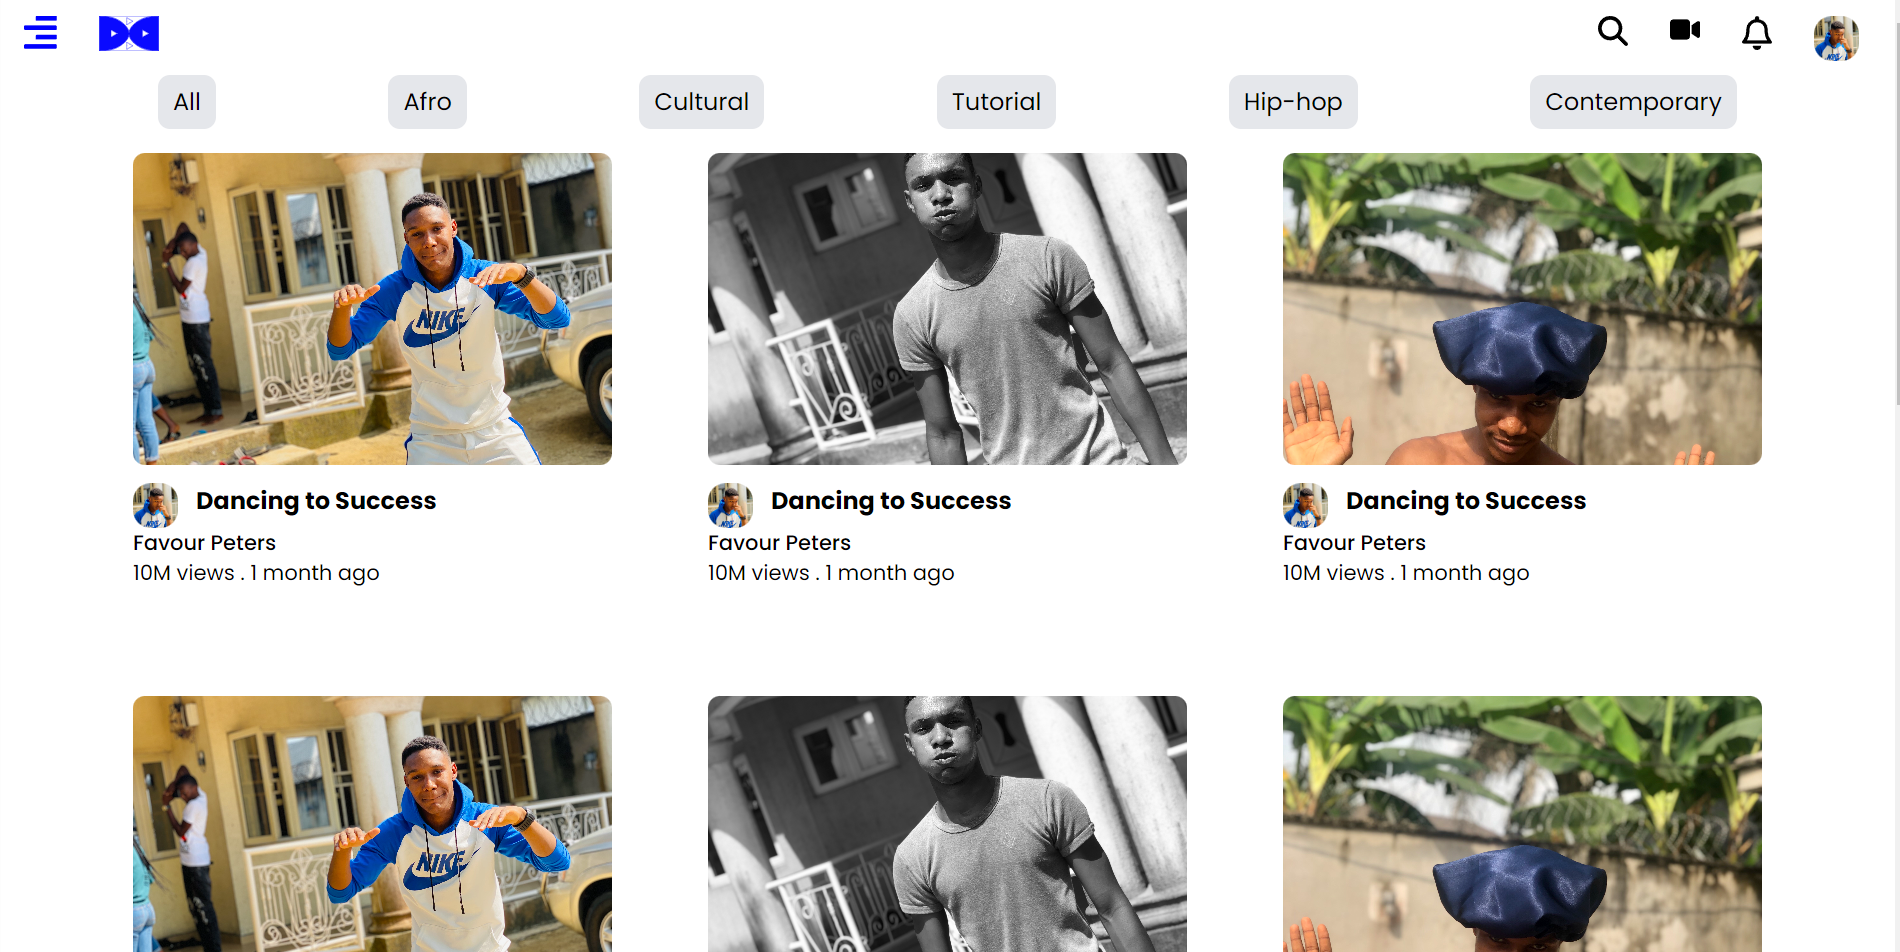 All
Afro
Cultural
Tutorial
Hip-hop
Contemporary
NIKE
Dancing to Success
Favour Peters
10M views . 1 month ago
Dancing to Success
Favour Peters
10M views . 1 month ago
Dancing to Success
Favour Peters
10M views . 1 month ago
NIKE